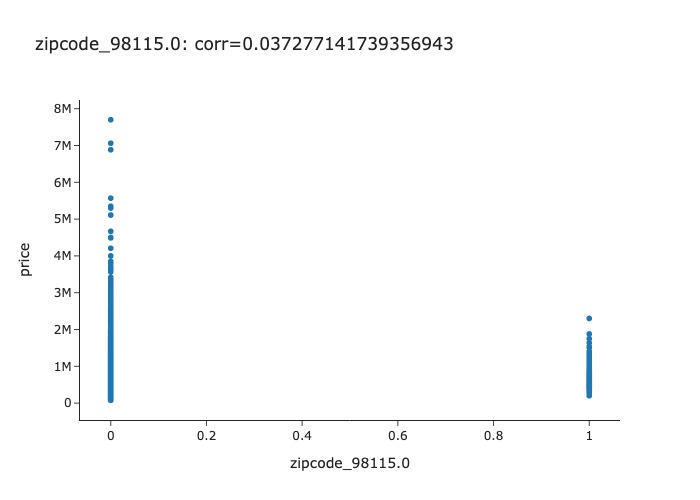 zipcode_98115.0: corr=0.037277141739356943
8M
7M
6M
5M
4M
3M
2M
1M
0
price
0
0.2
0.4
0.6
0.8
1
zipcode_98115.0